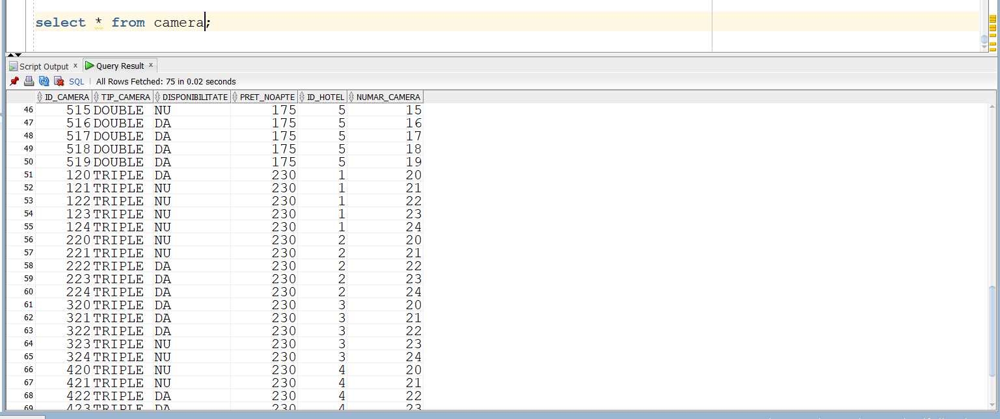 select * from camera;
Script Output x Query Result x
SQL All Rows Fetched: 75 in 0.02 seconds
ID_CAMERA TIP_CAMERA DISPONIBILITATE PRET_NOAPTE ID_HOTEL NUMAR_CAMERA
46 515 DOUBLE NU 175 5 15
47 516 DOUBLE DA 175 5 16
48 517 DOUBLE DA 175 5 17
49 518 DOUBLE DA 175 5 18
50 519 DOUBLE DA 175 5 19
51 120 TRIPLE DA 230 1 20
52 121 TRIPLE NU 230 1 21
53 122 TRIPLE NU 230 1 22
54 123 TRIPLE NU 230 1 23
55 124 TRIPLE NU 230 1 24
56 220 TRIPLE NU 230 2 20
57 221 TRIPLE NU 230 2 21
58 222 TRIPLE DA 230 2 22
59 223 TRIPLE DA 230 2 23
60 224 TRIPLE DA 230 2 24
61 320 TRIPLE DA 230 3 20
62 321 TRIPLE DA 230 3 21
63 322 TRIPLE DA 230 3 22
64 323 TRIPLE NU 230 3 23
65 324 TRIPLE NU 230 3 24
66 420 TRIPLE NU 230 4 20
67 421 TRIPLE NU 230 4 21
68 422 TRIPLE DA 230 4 22
69 423 TRIPLE DA 230 4 23